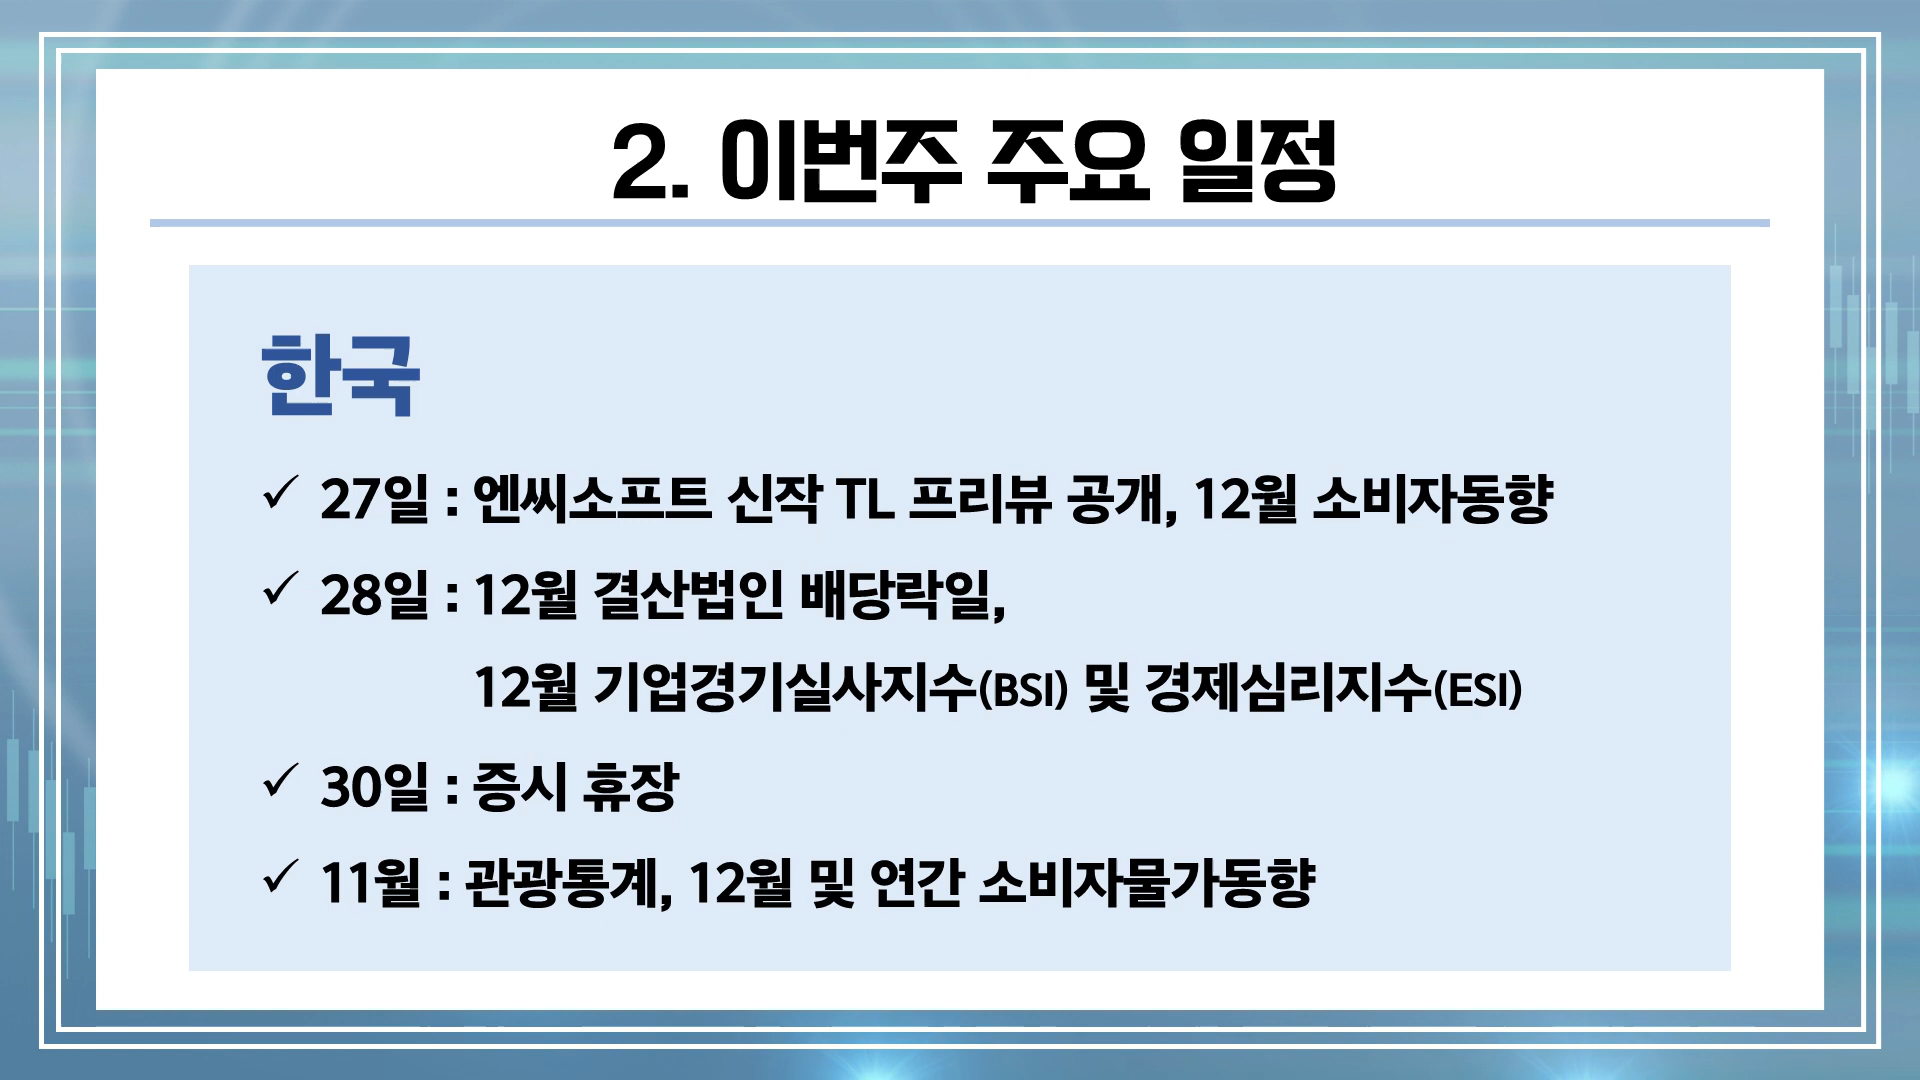 2. 이번주 주요 일정
한국
✓ 27일 : 엔씨소프트 신작 TL 프리뷰 공개, 12월 소비자동향
✓ 28일 : 12월 결산법인 배당락일,
12월 기업경기실사지수(BSI) 및 경제심리지수(ESI)
✓ 30일 : 증시 휴장
✓ 11월 : 관광통계, 12월 및 연간 소비자물가동향